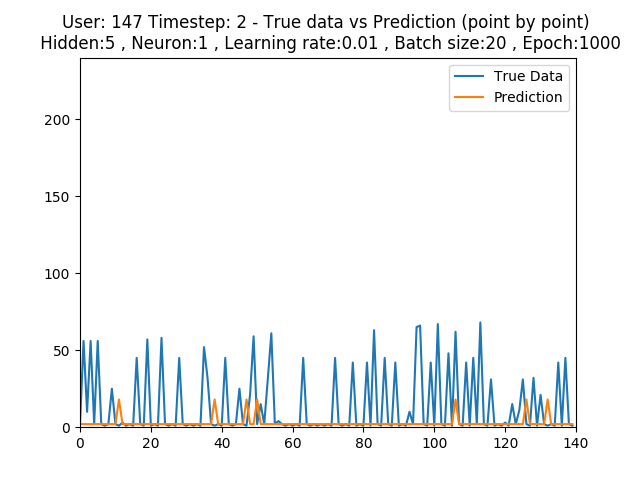 User: 147 Timestep: 2 - True data vs Prediction (point by point)
Hidden:5 , Neuron:1 , Learning rate:0.01 , Batch size:20 , Epoch:1000
True Data
Prediction
200
150
100
50
0
0 20 40 60 80 100 120 140